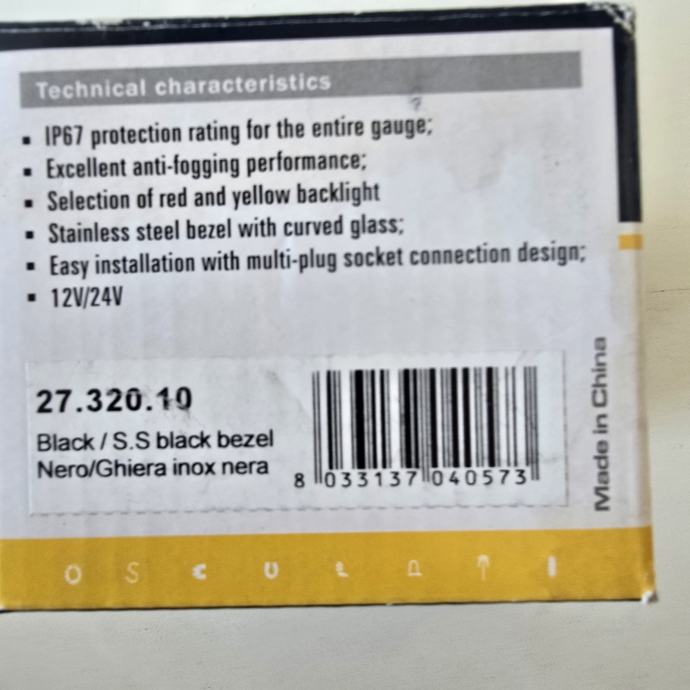 Technical characteristics
▪ IP67 protection rating for the entire gauge;
▪ Excellent anti-fogging performance;
▪ Selection of red and yellow backlight
▪ Stainless steel bezel with curved glass;
▪ Easy installation with multi-plug socket connection design;
▪ 12V/24V
27.320.10
Black / S.S black bezel
Nero/Ghiera inox nera
8 033137 040573
Made in China